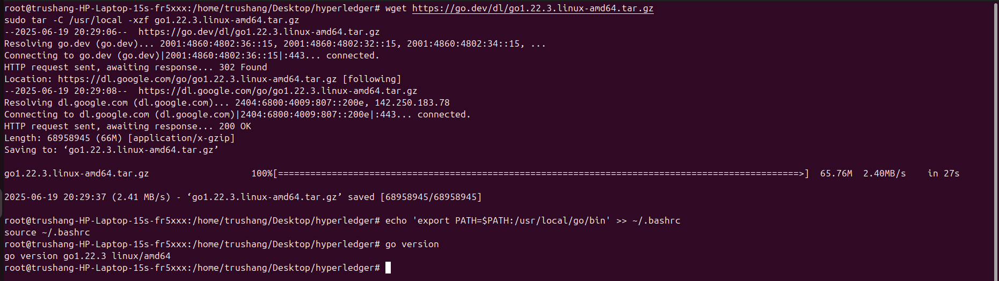 root@trushang-HP-Laptop-15s-fr5xxx:/home/trushang/Desktop/hyperledger# wget https://go.dev/dl/go1.22.3.linux-amd64.tar.gz
sudo tar -C /usr/local -xzf go1.22.3.linux-amd64.tar.gz
--2025-06-19 20:29:06--  https://go.dev/dl/go1.22.3.linux-amd64.tar.gz
Resolving go.dev (go.dev)... 2001:4860:4802:36::15, 2001:4860:4802:32::15, 2001:4860:4802:34::15, ...
Connecting to go.dev (go.dev)|2001:4860:4802:36::15|:443... connected.
HTTP request sent, awaiting response... 302 Found
Location: https://dl.google.com/go/go1.22.3.linux-amd64.tar.gz [following]
--2025-06-19 20:29:08--  https://dl.google.com/go/go1.22.3.linux-amd64.tar.gz
Resolving dl.google.com (dl.google.com)... 2404:6800:4009:807::200e, 142.250.183.78
Connecting to dl.google.com (dl.google.com)|2404:6800:4009:807::200e|:443... connected.
HTTP request sent, awaiting response... 200 OK
Length: 68958945 (66M) [application/x-gzip]
Saving to: ‘go1.22.3.linux-amd64.tar.gz’
go1.22.3.linux-amd64.tar.gz                   100%[=================================================================================================>]  65.76M  2.40MB/s    in 27s
2025-06-19 20:29:37 (2.41 MB/s) - ‘go1.22.3.linux-amd64.tar.gz’ saved [68958945/68958945]
root@trushang-HP-Laptop-15s-fr5xxx:/home/trushang/Desktop/hyperledger# echo 'export PATH=$PATH:/usr/local/go/bin' >> ~/.bashrc
source ~/.bashrc
root@trushang-HP-Laptop-15s-fr5xxx:/home/trushang/Desktop/hyperledger# go version
go version go1.22.3 linux/amd64
root@trushang-HP-Laptop-15s-fr5xxx:/home/trushang/Desktop/hyperledger#